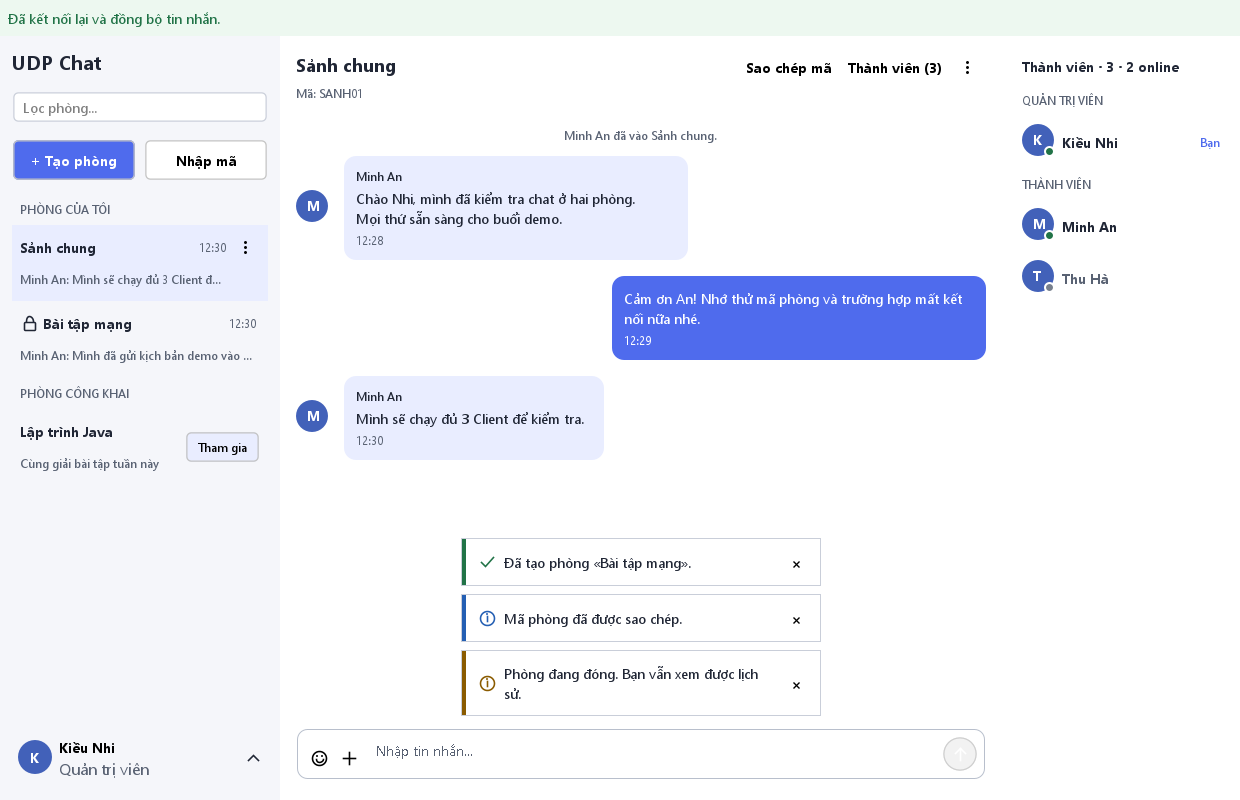 Đã kết nối lại và đồng bộ tin nhắn.
UDP Chat
Lọc phòng...
+ Tạo phòng
Nhập mã
PHÒNG CỦA TÔI
Sảnh chung
12:30
Minh An: Mình sẽ chạy đủ 3 Client đ...
Bài tập mạng
12:30
Minh An: Mình đã gửi kịch bản demo vào ...
PHÒNG CÔNG KHAI
Lập trình Java
Cùng giải bài tập tuần này
Tham gia
K
Kiều Nhi
Quản trị viên
Sảnh chung
Mã: SANH01
Sao chép mã
Thành viên (3)
Minh An đã vào Sảnh chung.
M
Minh An
Chào Nhi, mình đã kiểm tra chat ở hai phòng.
Mọi thứ sẵn sàng cho buổi demo.
12:28
Cảm ơn An! Nhớ thử mã phòng và trường hợp mất kết
nối nữa nhé.
12:29
M
Minh An
Mình sẽ chạy đủ 3 Client để kiểm tra.
12:30
Đã tạo phòng «Bài tập mạng».
×
Mã phòng đã được sao chép.
×
Phòng đang đóng. Bạn vẫn xem được lịch
sử.
×
Nhập tin nhắn...
Thành viên · 3 · 2 online
QUẢN TRỊ VIÊN
K
Kiều Nhi
Bạn
THÀNH VIÊN
M
Minh An
T
Thu Hà